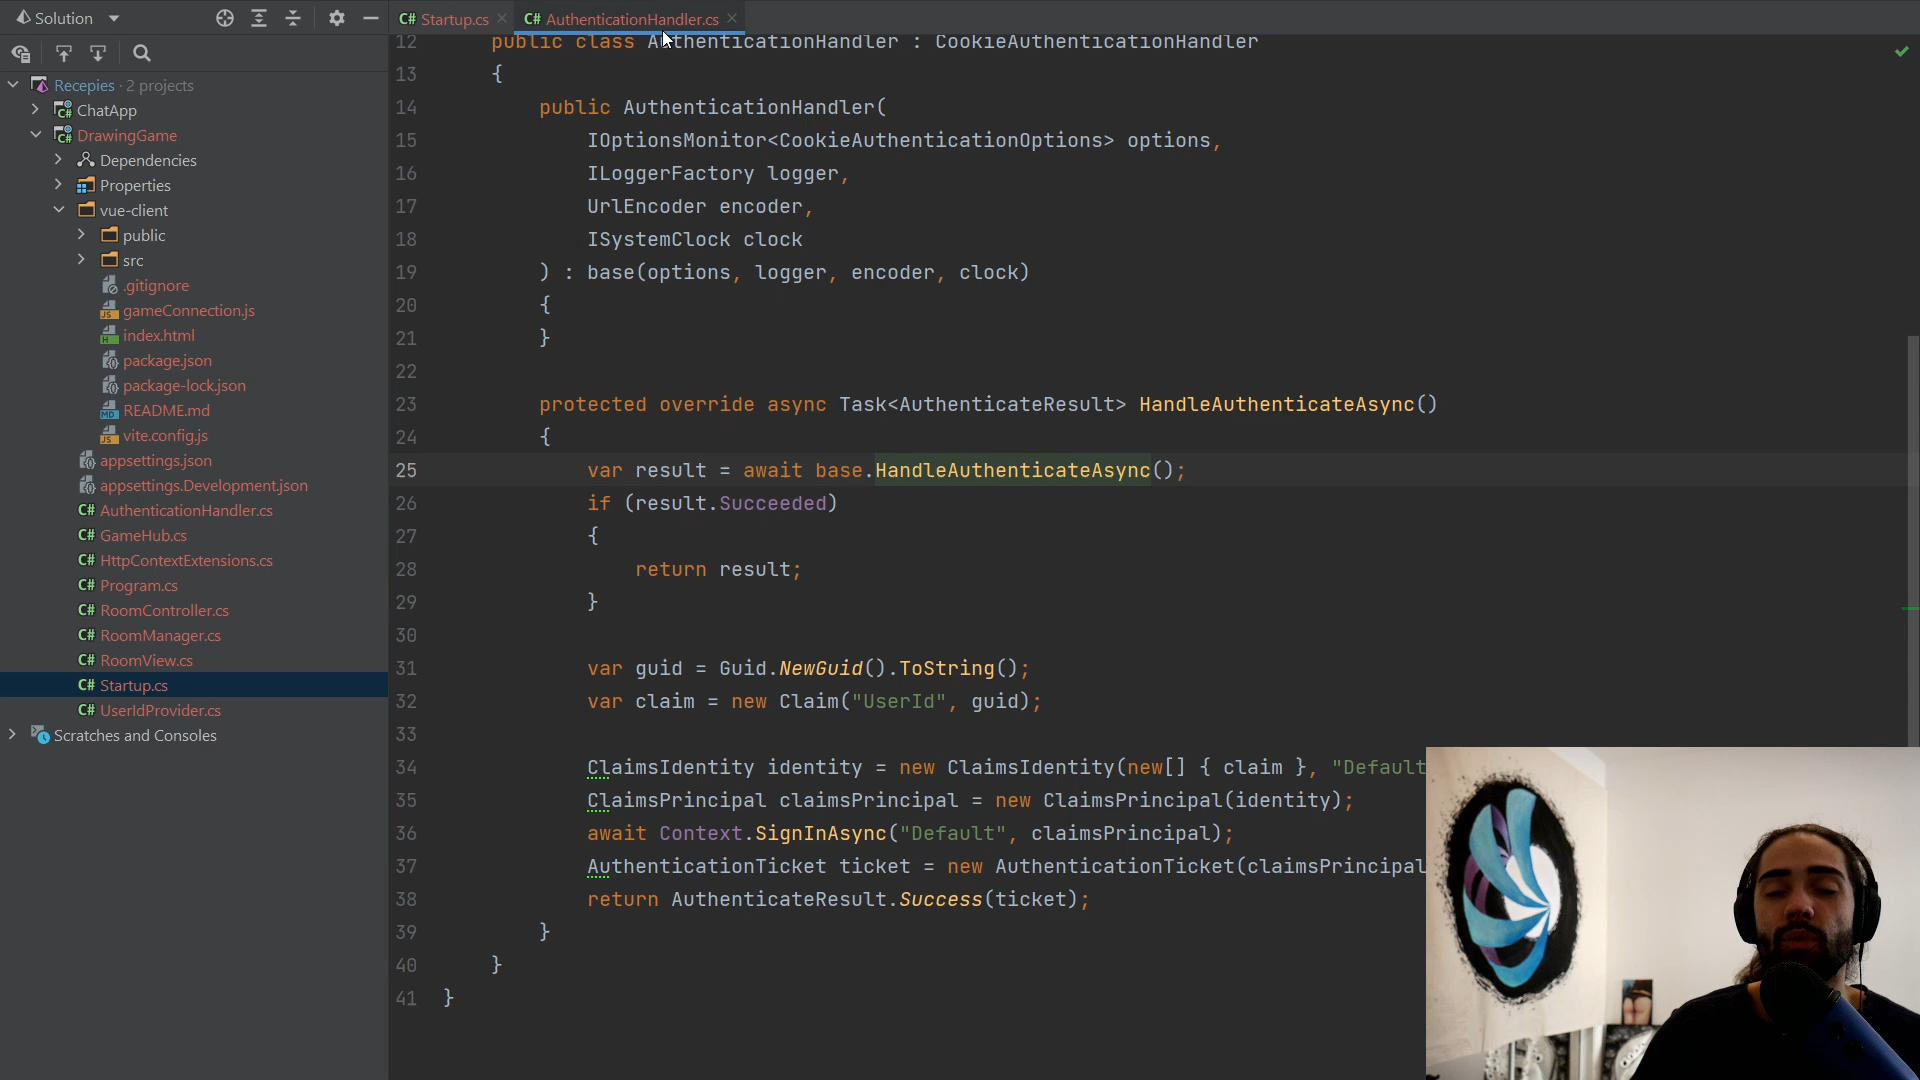 Solution
C# Startup.cs
C# AuthenticationHandler.cs
Recepies · 2 projects
ChatApp
DrawingGame
Dependencies
Properties
vue-client
public
src
.gitignore
gameConnection.js
index.html
package.json
package-lock.json
README.md
vite.config.js
appsettings.json
appsettings.Development.json
C# AuthenticationHandler.cs
C# GameHub.cs
C# HttpContextExtensions.cs
C# Program.cs
C# RoomController.cs
C# RoomManager.cs
C# RoomView.cs
C# Startup.cs
C# UserIdProvider.cs
Scratches and Consoles
12 public class AuthenticationHandler : CookieAuthenticationHandler
13 {
14 public AuthenticationHandler(
15 IOptionsMonitor<CookieAuthenticationOptions> options,
16 ILoggerFactory logger,
17 UrlEncoder encoder,
18 ISystemClock clock
19 ) : base(options, logger, encoder, clock)
20 {
21 }
22
23 protected override async Task<AuthenticateResult> HandleAuthenticateAsync()
24 {
25 var result = await base.HandleAuthenticateAsync();
26 if (result.Succeeded)
27 {
28 return result;
29 }
30
31 var guid = Guid.NewGuid().ToString();
32 var claim = new Claim("UserId", guid);
33
34 ClaimsIdentity identity = new ClaimsIdentity(new[] { claim }, "Default
35 ClaimsPrincipal claimsPrincipal = new ClaimsPrincipal(identity);
36 await Context.SignInAsync("Default", claimsPrincipal);
37 AuthenticationTicket ticket = new AuthenticationTicket(claimsPrincipal
38 return AuthenticateResult.Success(ticket);
39 }
40 }
41 }